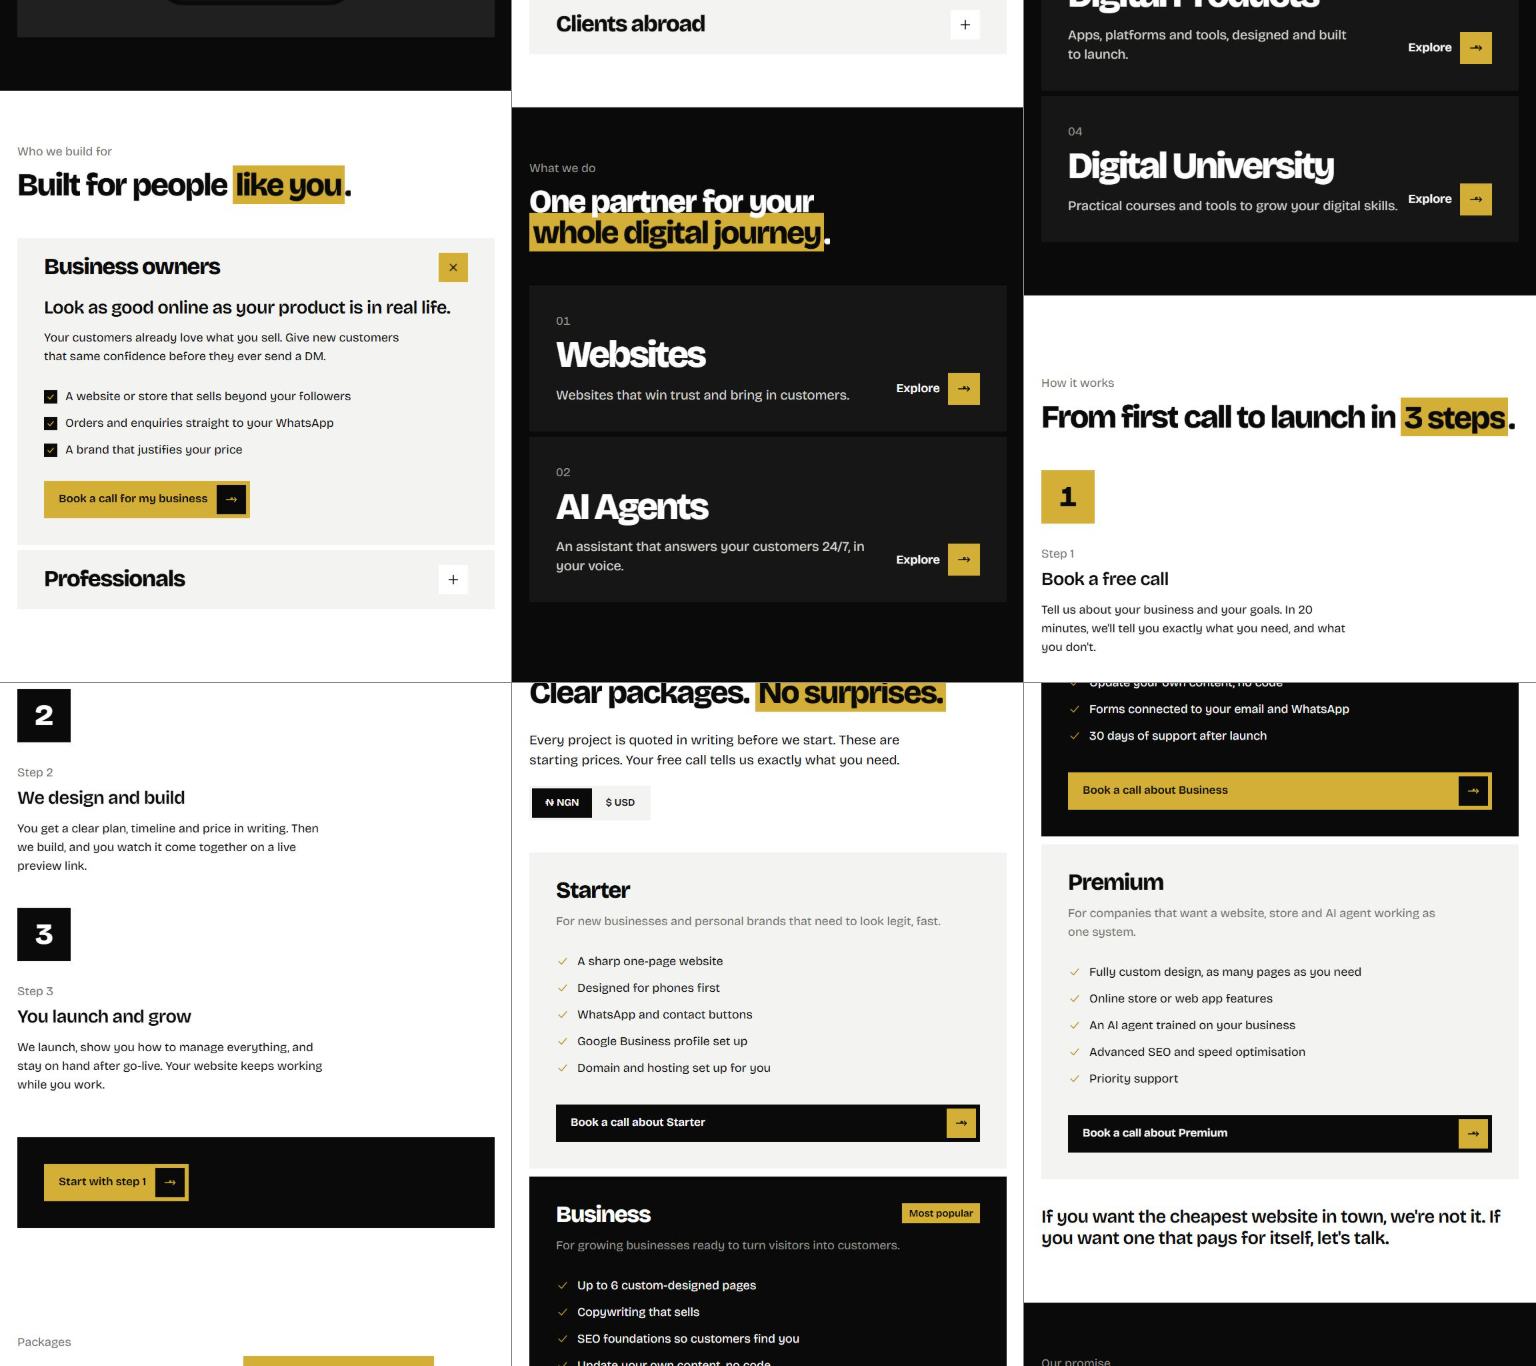 Who we build for
Built for people like you.
Business owners
Look as good online as your product is in real life.
Your customers already love what you sell. Give new customers
that same confidence before they ever send a DM.
A website or store that sells beyond your followers
Orders and enquiries straight to your WhatsApp
A brand that justifies your price
Book a call for my business
Professionals
Clients abroad
What we do
One partner for your
whole digital journey.
01
Websites
Websites that win trust and bring in customers.
Explore
02
AI Agents
An assistant that answers your customers 24/7, in
your voice.
Explore
Digital Products
Apps, platforms and tools, designed and built
to launch.
Explore
04
Digital University
Practical courses and tools to grow your digital skills.
Explore
How it works
From first call to launch in 3 steps.
1
Step 1
Book a free call
Tell us about your business and your goals. In 20
minutes, we'll tell you exactly what you need, and what
you don't.
2
Step 2
We design and build
You get a clear plan, timeline and price in writing. Then
we build, and you watch it come together on a live
preview link.
3
Step 3
You launch and grow
We launch, show you how to manage everything, and
stay on hand after go-live. Your website keeps working
while you work.
Start with step 1
Packages
Clear packages. No surprises.
Every project is quoted in writing before we start. These are
starting prices. Your free call tells us exactly what you need.
₦ NGN
$ USD
Starter
For new businesses and personal brands that need to look legit, fast.
A sharp one-page website
Designed for phones first
WhatsApp and contact buttons
Google Business profile set up
Domain and hosting set up for you
Book a call about Starter
Business
Most popular
For growing businesses ready to turn visitors into customers.
Up to 6 custom-designed pages
Copywriting that sells
SEO foundations so customers find you
Update your own content, no code
Update your own content, no code
Forms connected to your email and WhatsApp
30 days of support after launch
Book a call about Business
Premium
For companies that want a website, store and AI agent working as
one system.
Fully custom design, as many pages as you need
Online store or web app features
An AI agent trained on your business
Advanced SEO and speed optimisation
Priority support
Book a call about Premium
If you want the cheapest website in town, we're not it. If
you want one that pays for itself, let's talk.
Our promise